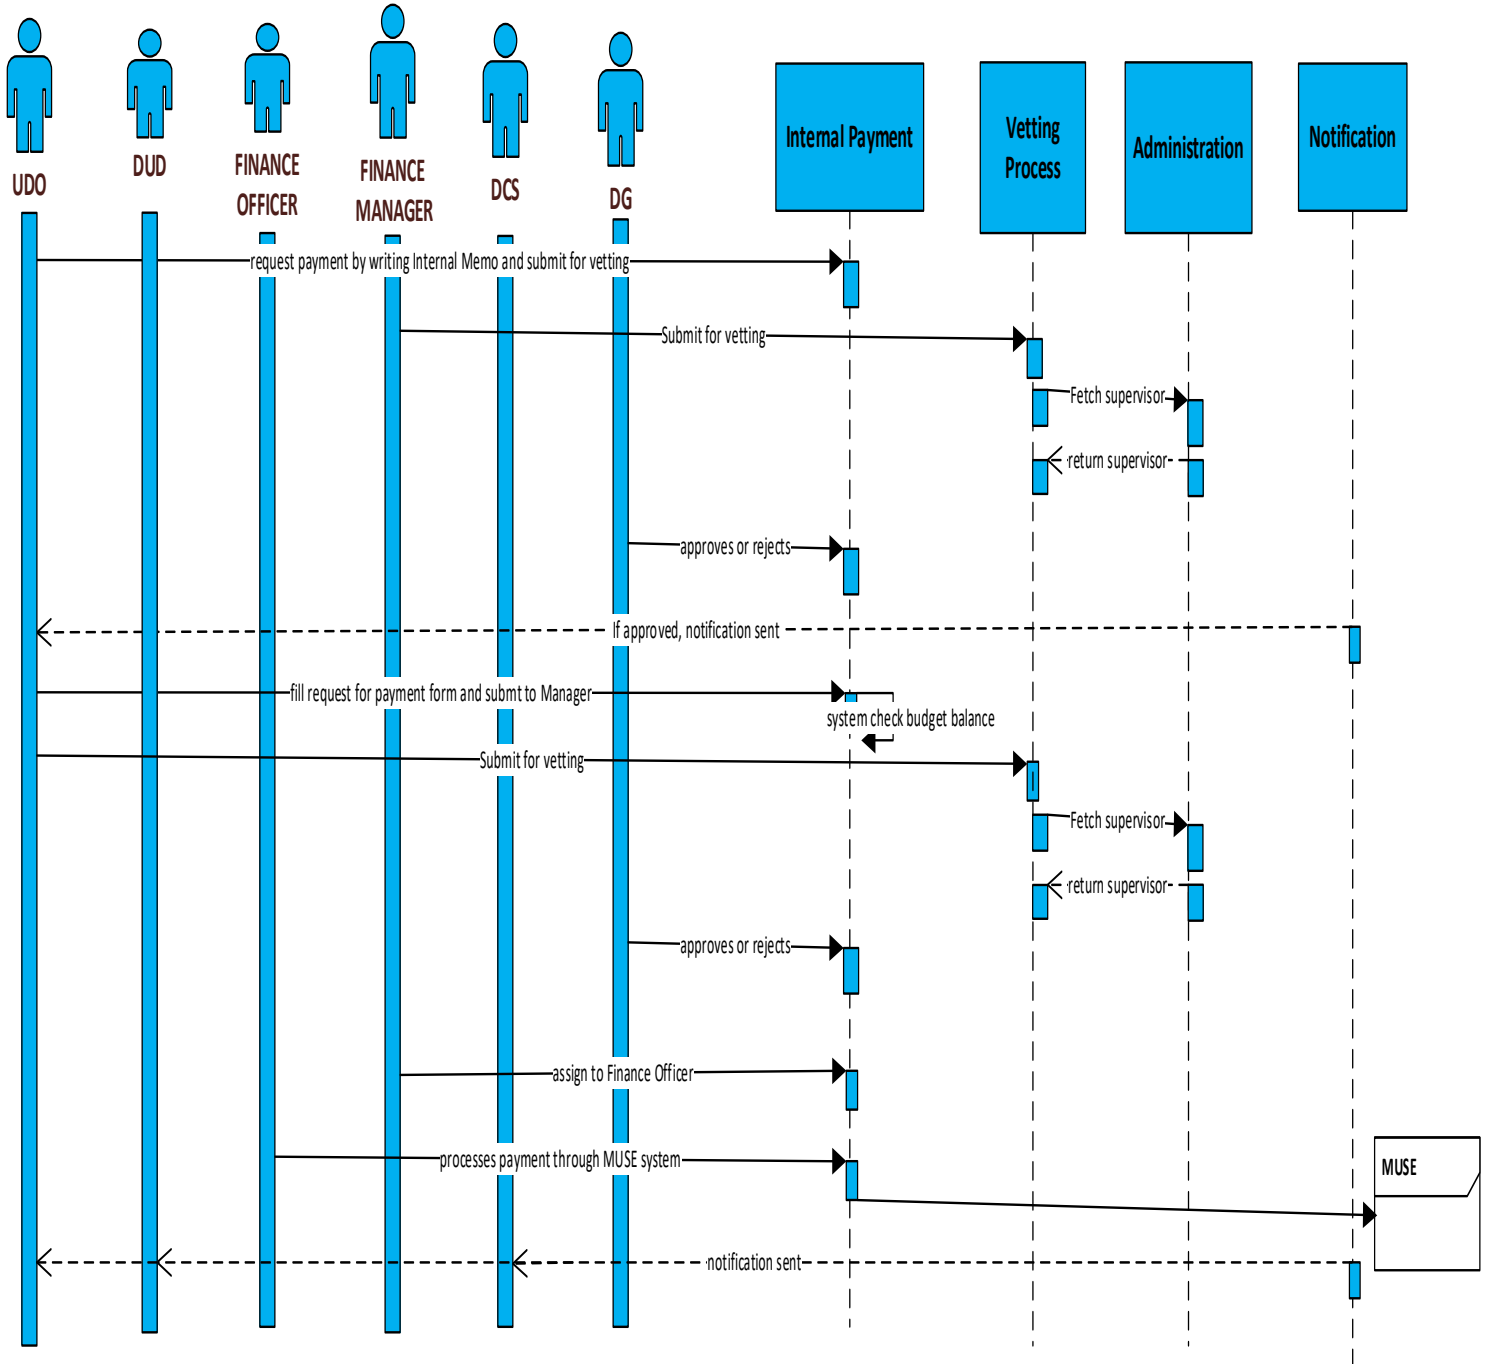 UDO
DUD
FINANCE
OFFICER
FINANCE
MANAGER
DCS
DG
Internal Payment
Vetting
Process
Administration
Notification
request payment by writing Internal Memo and submit for vetting
Submit for vetting
Fetch supervisor
return supervisor
approves or rejects
If approved, notification sent
fill request for payment form and submt to Manager
system check budget balance
Submit for vetting
Fetch supervisor
return supervisor
approves or rejects
assign to Finance Officer
processes payment through MUSE system
MUSE
notification sent